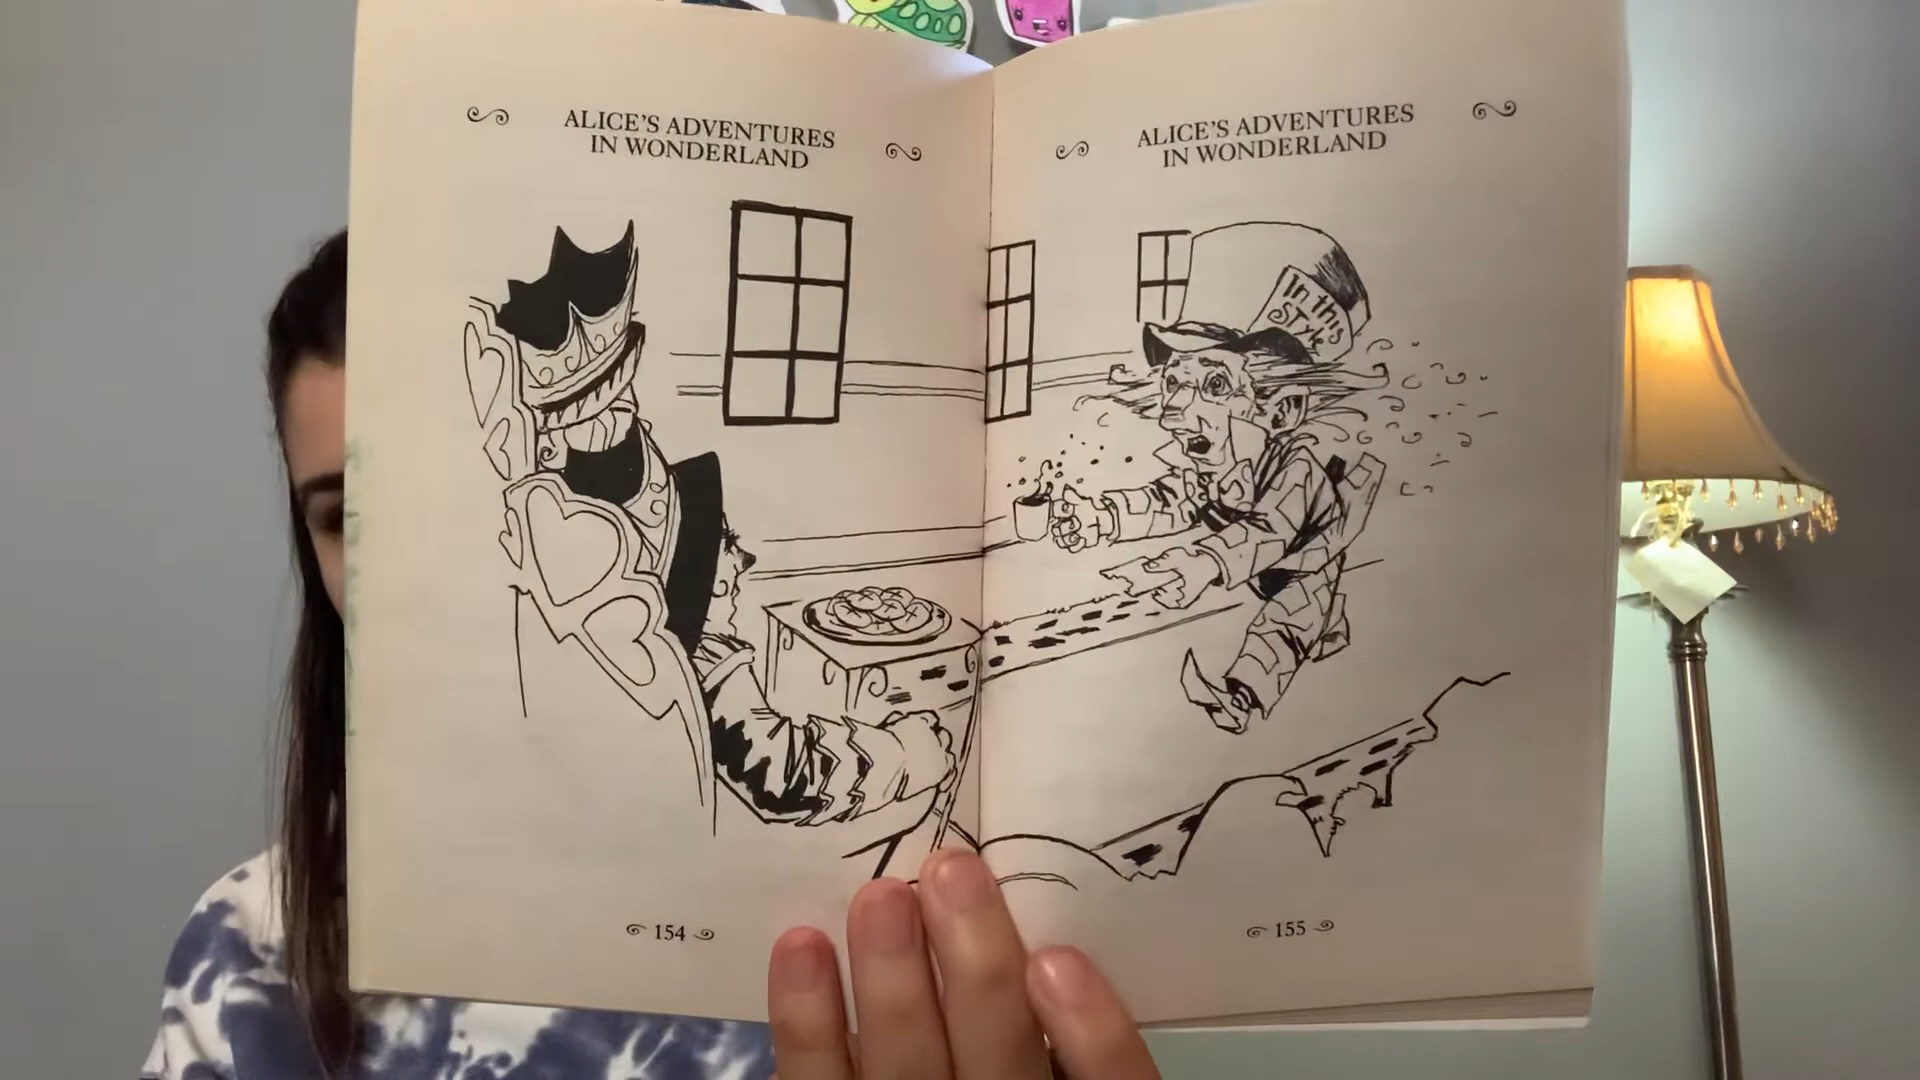 ALICE'S ADVENTURES
IN WONDERLAND
154
ALICE'S ADVENTURES
IN WONDERLAND
In this
STyle
155